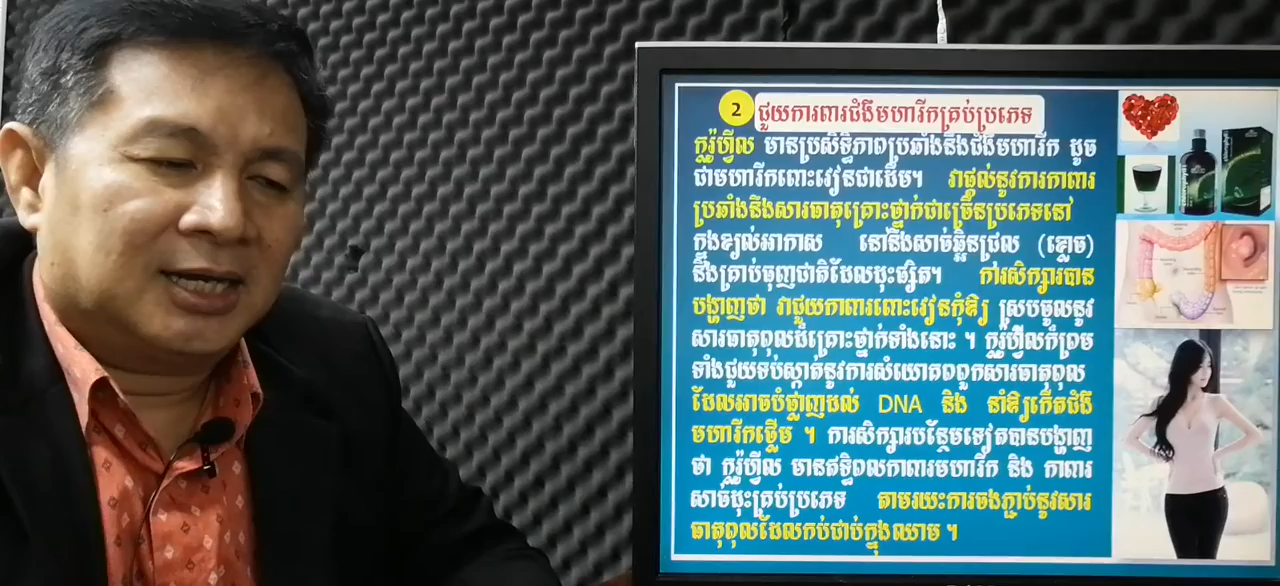 2 ជួយការពារជំងឺមហារីកគ្រប់ប្រភេទ
ក្លរ៉ូហ្វីល មានប្រសិទ្ធិភាពប្រឆាំងនឹងជំងឺមហារីក ដូច
ជាមហារីកពោះវៀនជាដើម។ វាផ្តល់នូវការការពារ
ប្រឆាំងនឹងសារធាតុគ្រោះថ្នាក់ជាច្រើនប្រភេទនៅ
ក្នុងខ្យល់អាកាស នៅនឹងសាច់ឆ្អិនជ្រុល (ខ្លោច)
និងគ្រាប់ធុញជាតិដែលដុះផ្សិត។ ការសិក្សាបាន
បង្ហាញថា វាជួយការពារពោះវៀនកុំឱ្យ ស្របចូលនូវ
សារធាតុពុលដ៏គ្រោះថ្នាក់ទាំងនោះ ។ ក្លរ៉ូហ្វីលក៏ព្រម
ទាំងជួយទប់ស្កាត់នូវការសំយោគពពួកសារធាតុពុល
ដែលអាចបំផ្លាញដល់ DNA និង នាំឱ្យកើតជំងឺ
មហារីកថ្លើម ។ ការសិក្សាបន្ថែមទៀតបានបង្ហាញ
ថា ក្លរ៉ូហ្វីល មានឥទ្ធិពលការពារមហារីក និង ការពារ
សាច់ដុះគ្រប់ប្រភេទ តាមរយះការចងភ្ជាប់នូវសារ
ធាតុពុលដែលកប់ជាប់ក្នុងឈាម ។